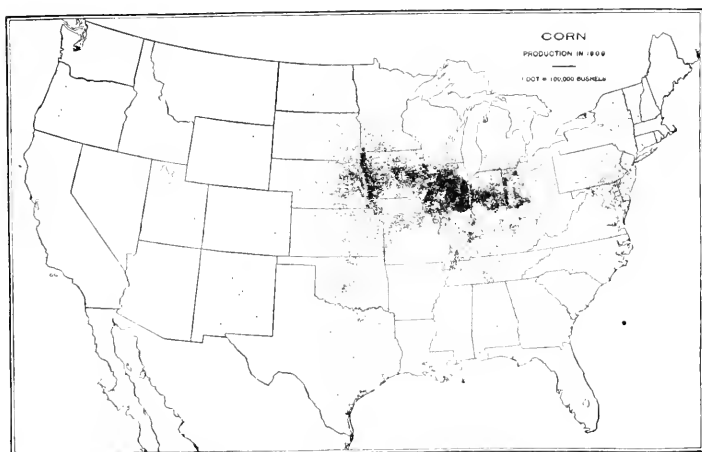 CORN
PRODUCTION IN 1909
1 DOT = 100,000 BUSHELS